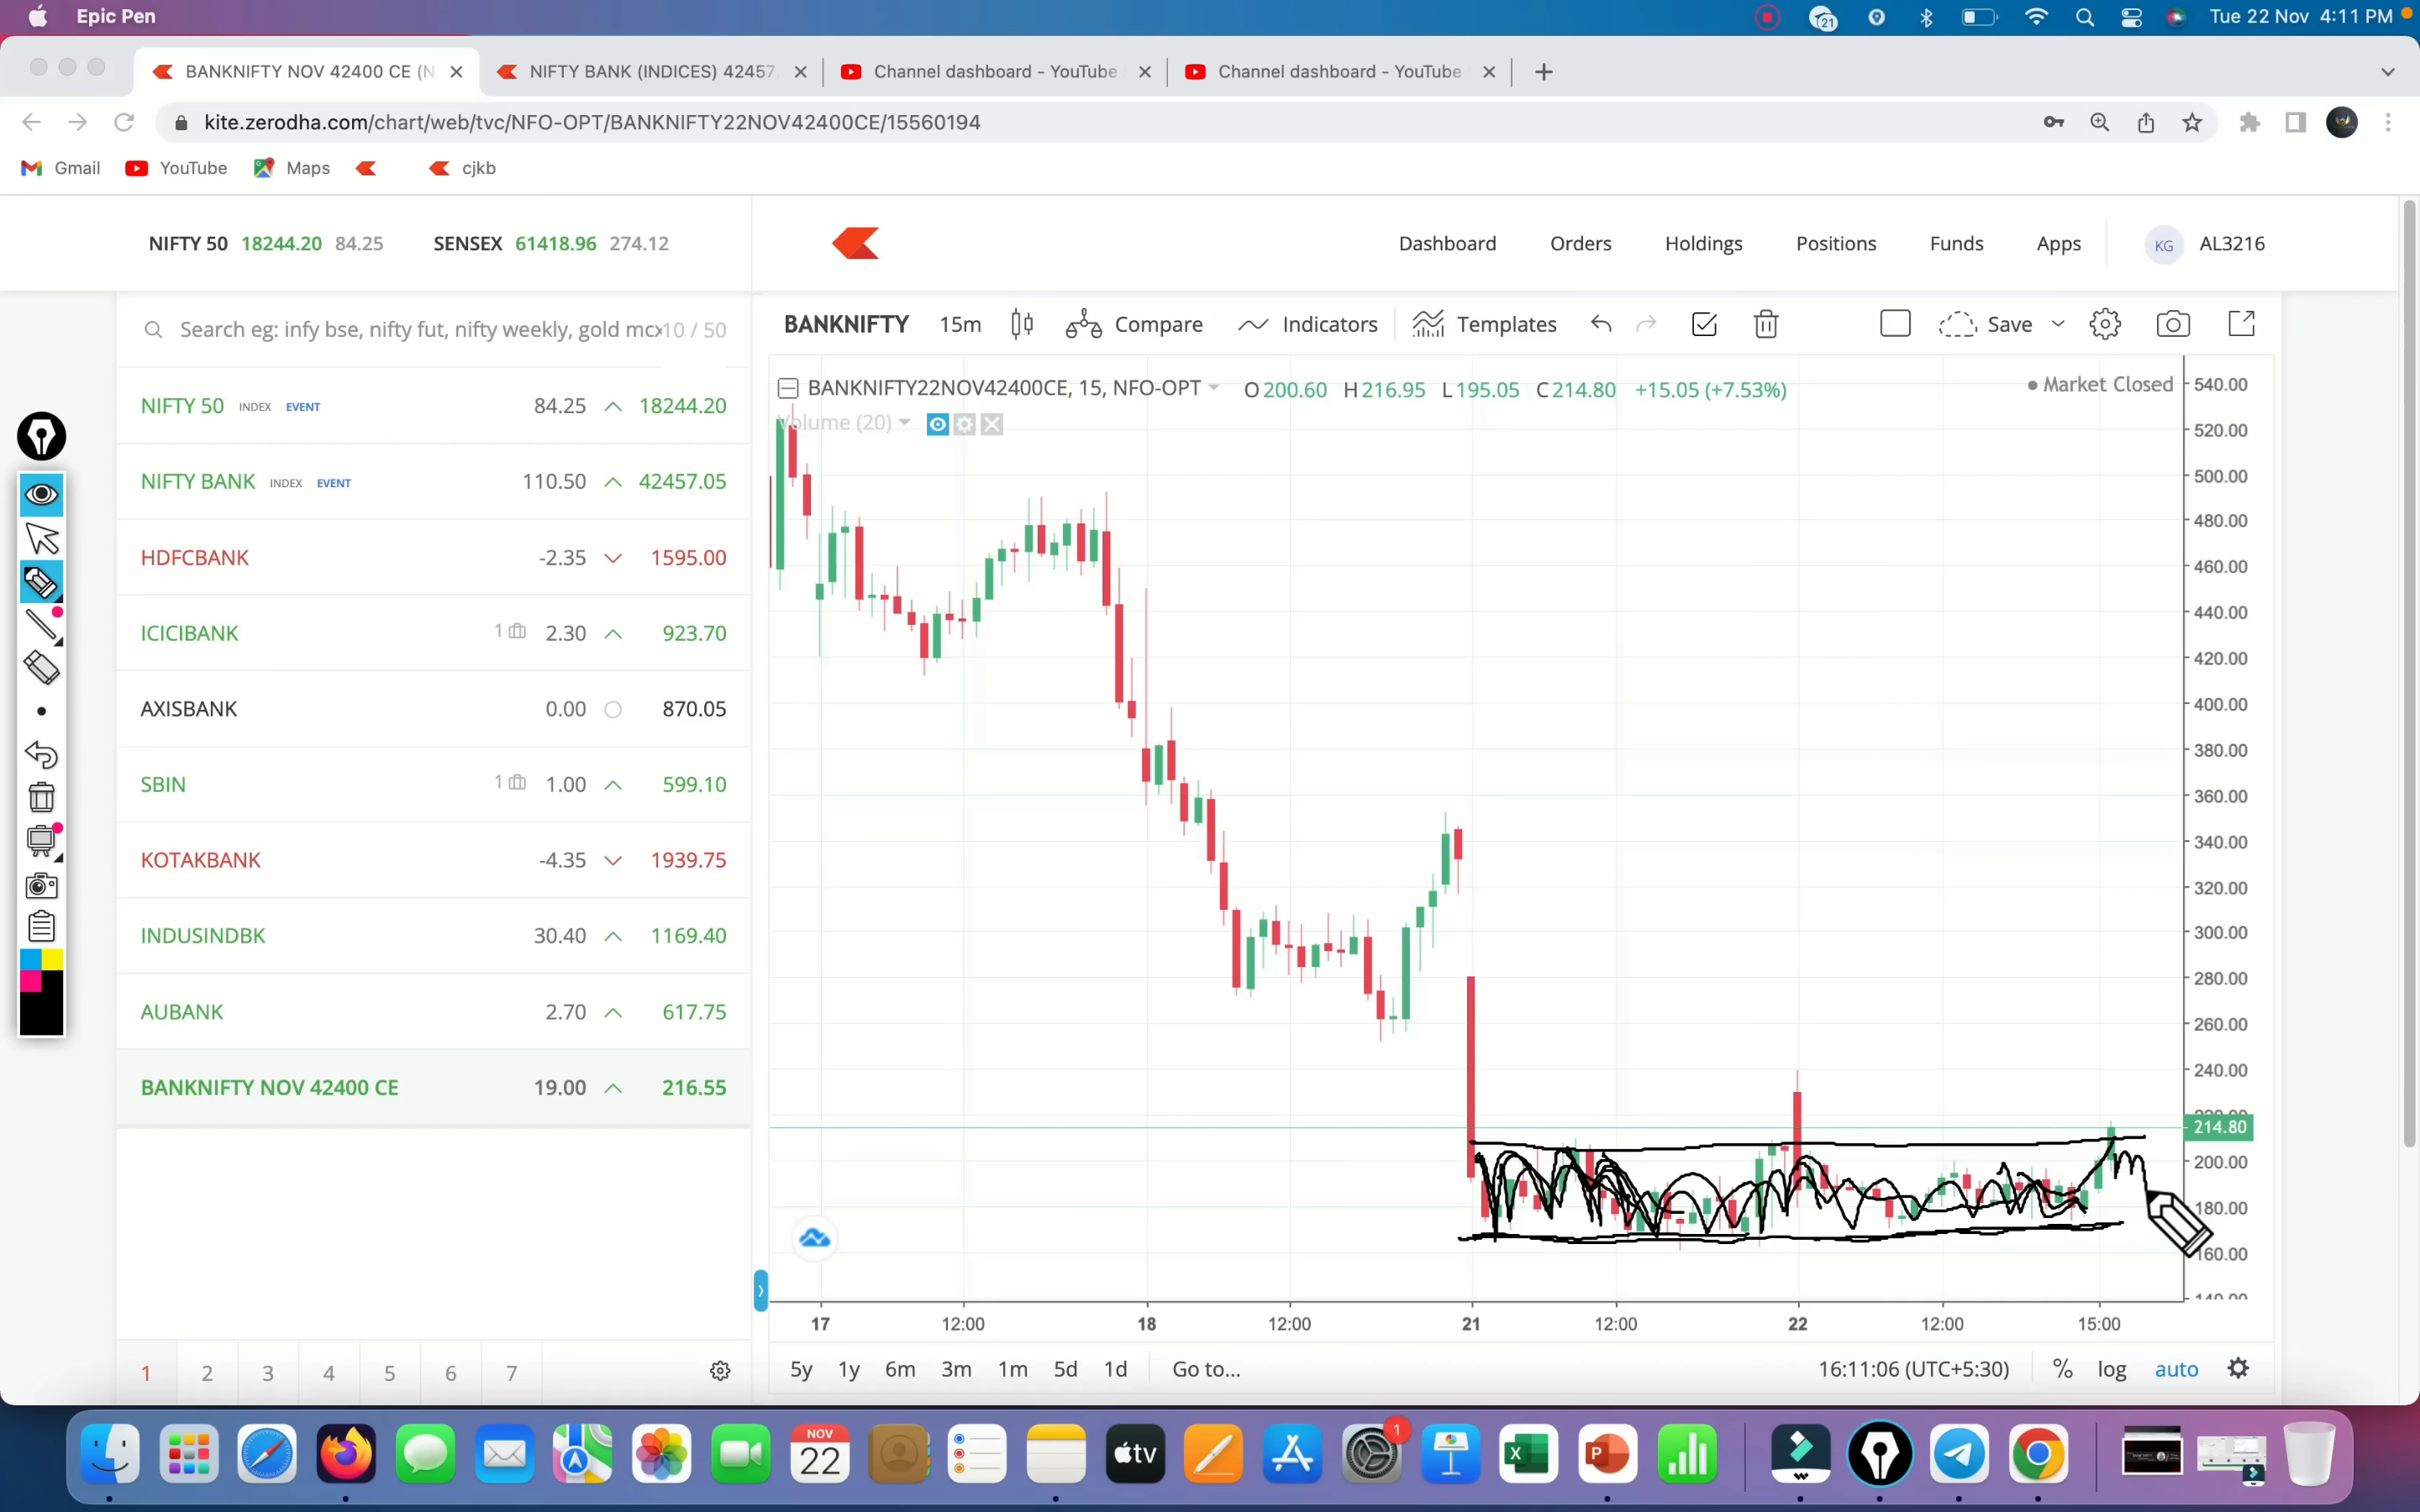 Epic Pen
21
Tue 22 Nov 4:11 PM
BANKNIFTY NOV 42400 CE (N
NIFTY BANK (INDICES) 42457
Channel dashboard - YouTube
Channel dashboard - YouTube
kite.zerodha.com/chart/web/tvc/NFO-OPT/BANKNIFTY22NOV42400CE/15560194
Gmail
YouTube
Maps
cjkb
NIFTY 50 18244.20 84.25
SENSEX 61418.96 274.12
Dashboard
Orders
Holdings
Positions
Funds
Apps
KG
AL3216
Search eg: infy bse, nifty fut, nifty weekly, gold mcx
10 / 50
NIFTY 50 INDEX EVENT 84.25 18244.20
NIFTY BANK INDEX EVENT 110.50 42457.05
HDFCBANK -2.35 1595.00
ICICIBANK 1 2.30 923.70
AXISBANK 0.00 870.05
SBIN 1 1.00 599.10
KOTAKBANK -4.35 1939.75
INDUSINDBK 30.40 1169.40
AUBANK 2.70 617.75
BANKNIFTY NOV 42400 CE 19.00 216.55
1 2 3 4 5 6 7
BANKNIFTY
15m
Compare
Indicators
Templates
Save
BANKNIFTY22NOV42400CE, 15, NFO-OPT
O 200.60 H 216.95 L 195.05 C 214.80 +15.05 (+7.53%)
Market Closed
Volume (20)
540.00
520.00
500.00
480.00
460.00
440.00
420.00
400.00
380.00
360.00
340.00
320.00
300.00
280.00
260.00
240.00
214.80
200.00
180.00
160.00
17 12:00 18 12:00 21 12:00 22 12:00 15:00
5y 1y 6m 3m 1m 5d 1d Go to...
16:11:06 (UTC+5:30)
% log auto
NOV
22
tv
1
X
P